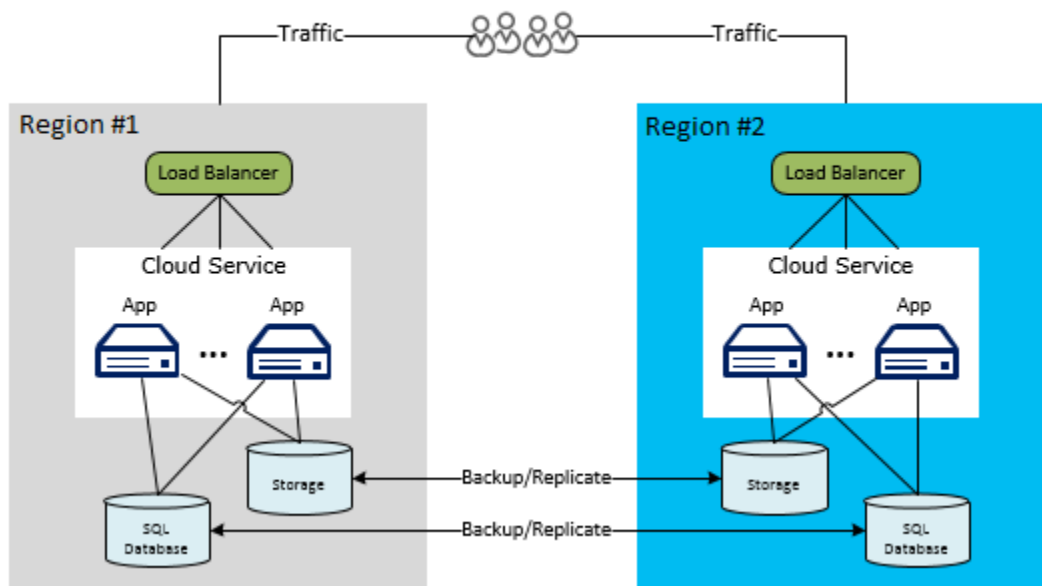 Traffic
Traffic
Region #1
Region #2
Load Balancer
Load Balancer
Cloud Service
Cloud Service
App
App
App
App
...
...
Storage
Backup/Replicate
Storage
SQL
Database
Backup/Replicate
SQL
Database